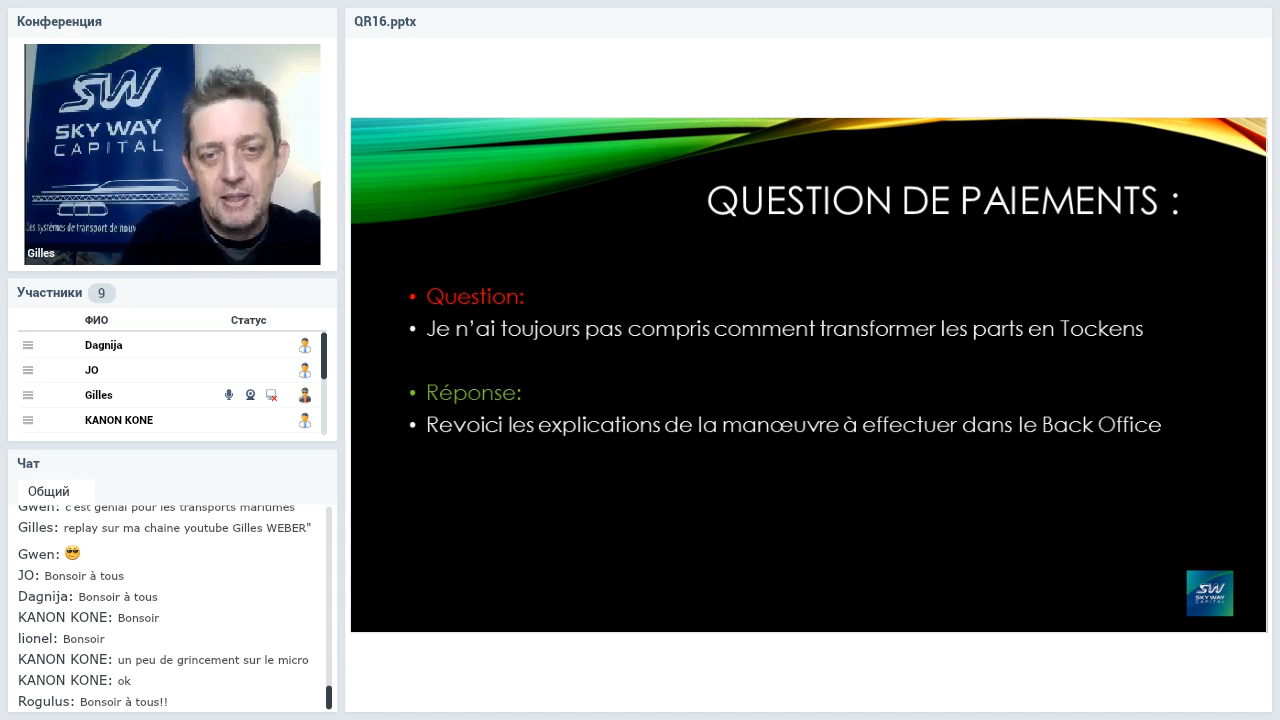 Конференция
SW
SKY WAY
CAPITAL
Des systèmes de transport de nouv
Gilles
Участники 9
ФИО Статус
Dagnija
JO
Gilles
KANON KONE
Чат
Общий
Gwen: c'est génial pour les transports maritimes
Gilles: replay sur ma chaine youtube Gilles WEBER"
Gwen:
JO: Bonsoir à tous
Dagnija: Bonsoir à tous
KANON KONE: Bonsoir
lionel: Bonsoir
KANON KONE: un peu de grincement sur le micro
KANON KONE: ok
Rogulus: Bonsoir à tous!!
QR16.pptx
QUESTION DE PAIEMENTS :
• Question:
• Je n'ai toujours pas compris comment transformer les parts en Tockens
• Réponse:
• Revoici les explications de la manœuvre à effectuer dans le Back Office
SW
SKY WAY
CAPITAL